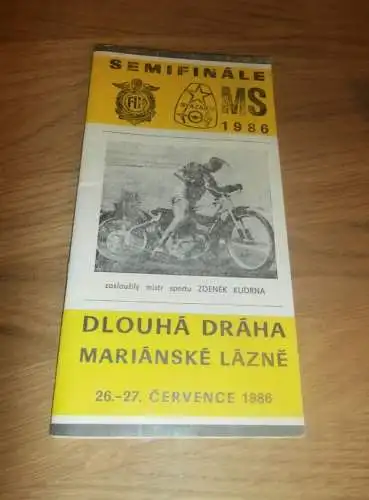 SEMIFINÁLE
MS
1986
zasloužilý mistr sportu ZDENĚK KUDRNA
DLOUHÁ DRÁHA
MARIÁNSKÉ LÁZNĚ
26.-27. ČERVENCE 1986